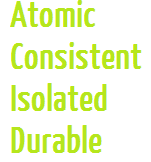 Atomic
Consistent
Isolated
Durable